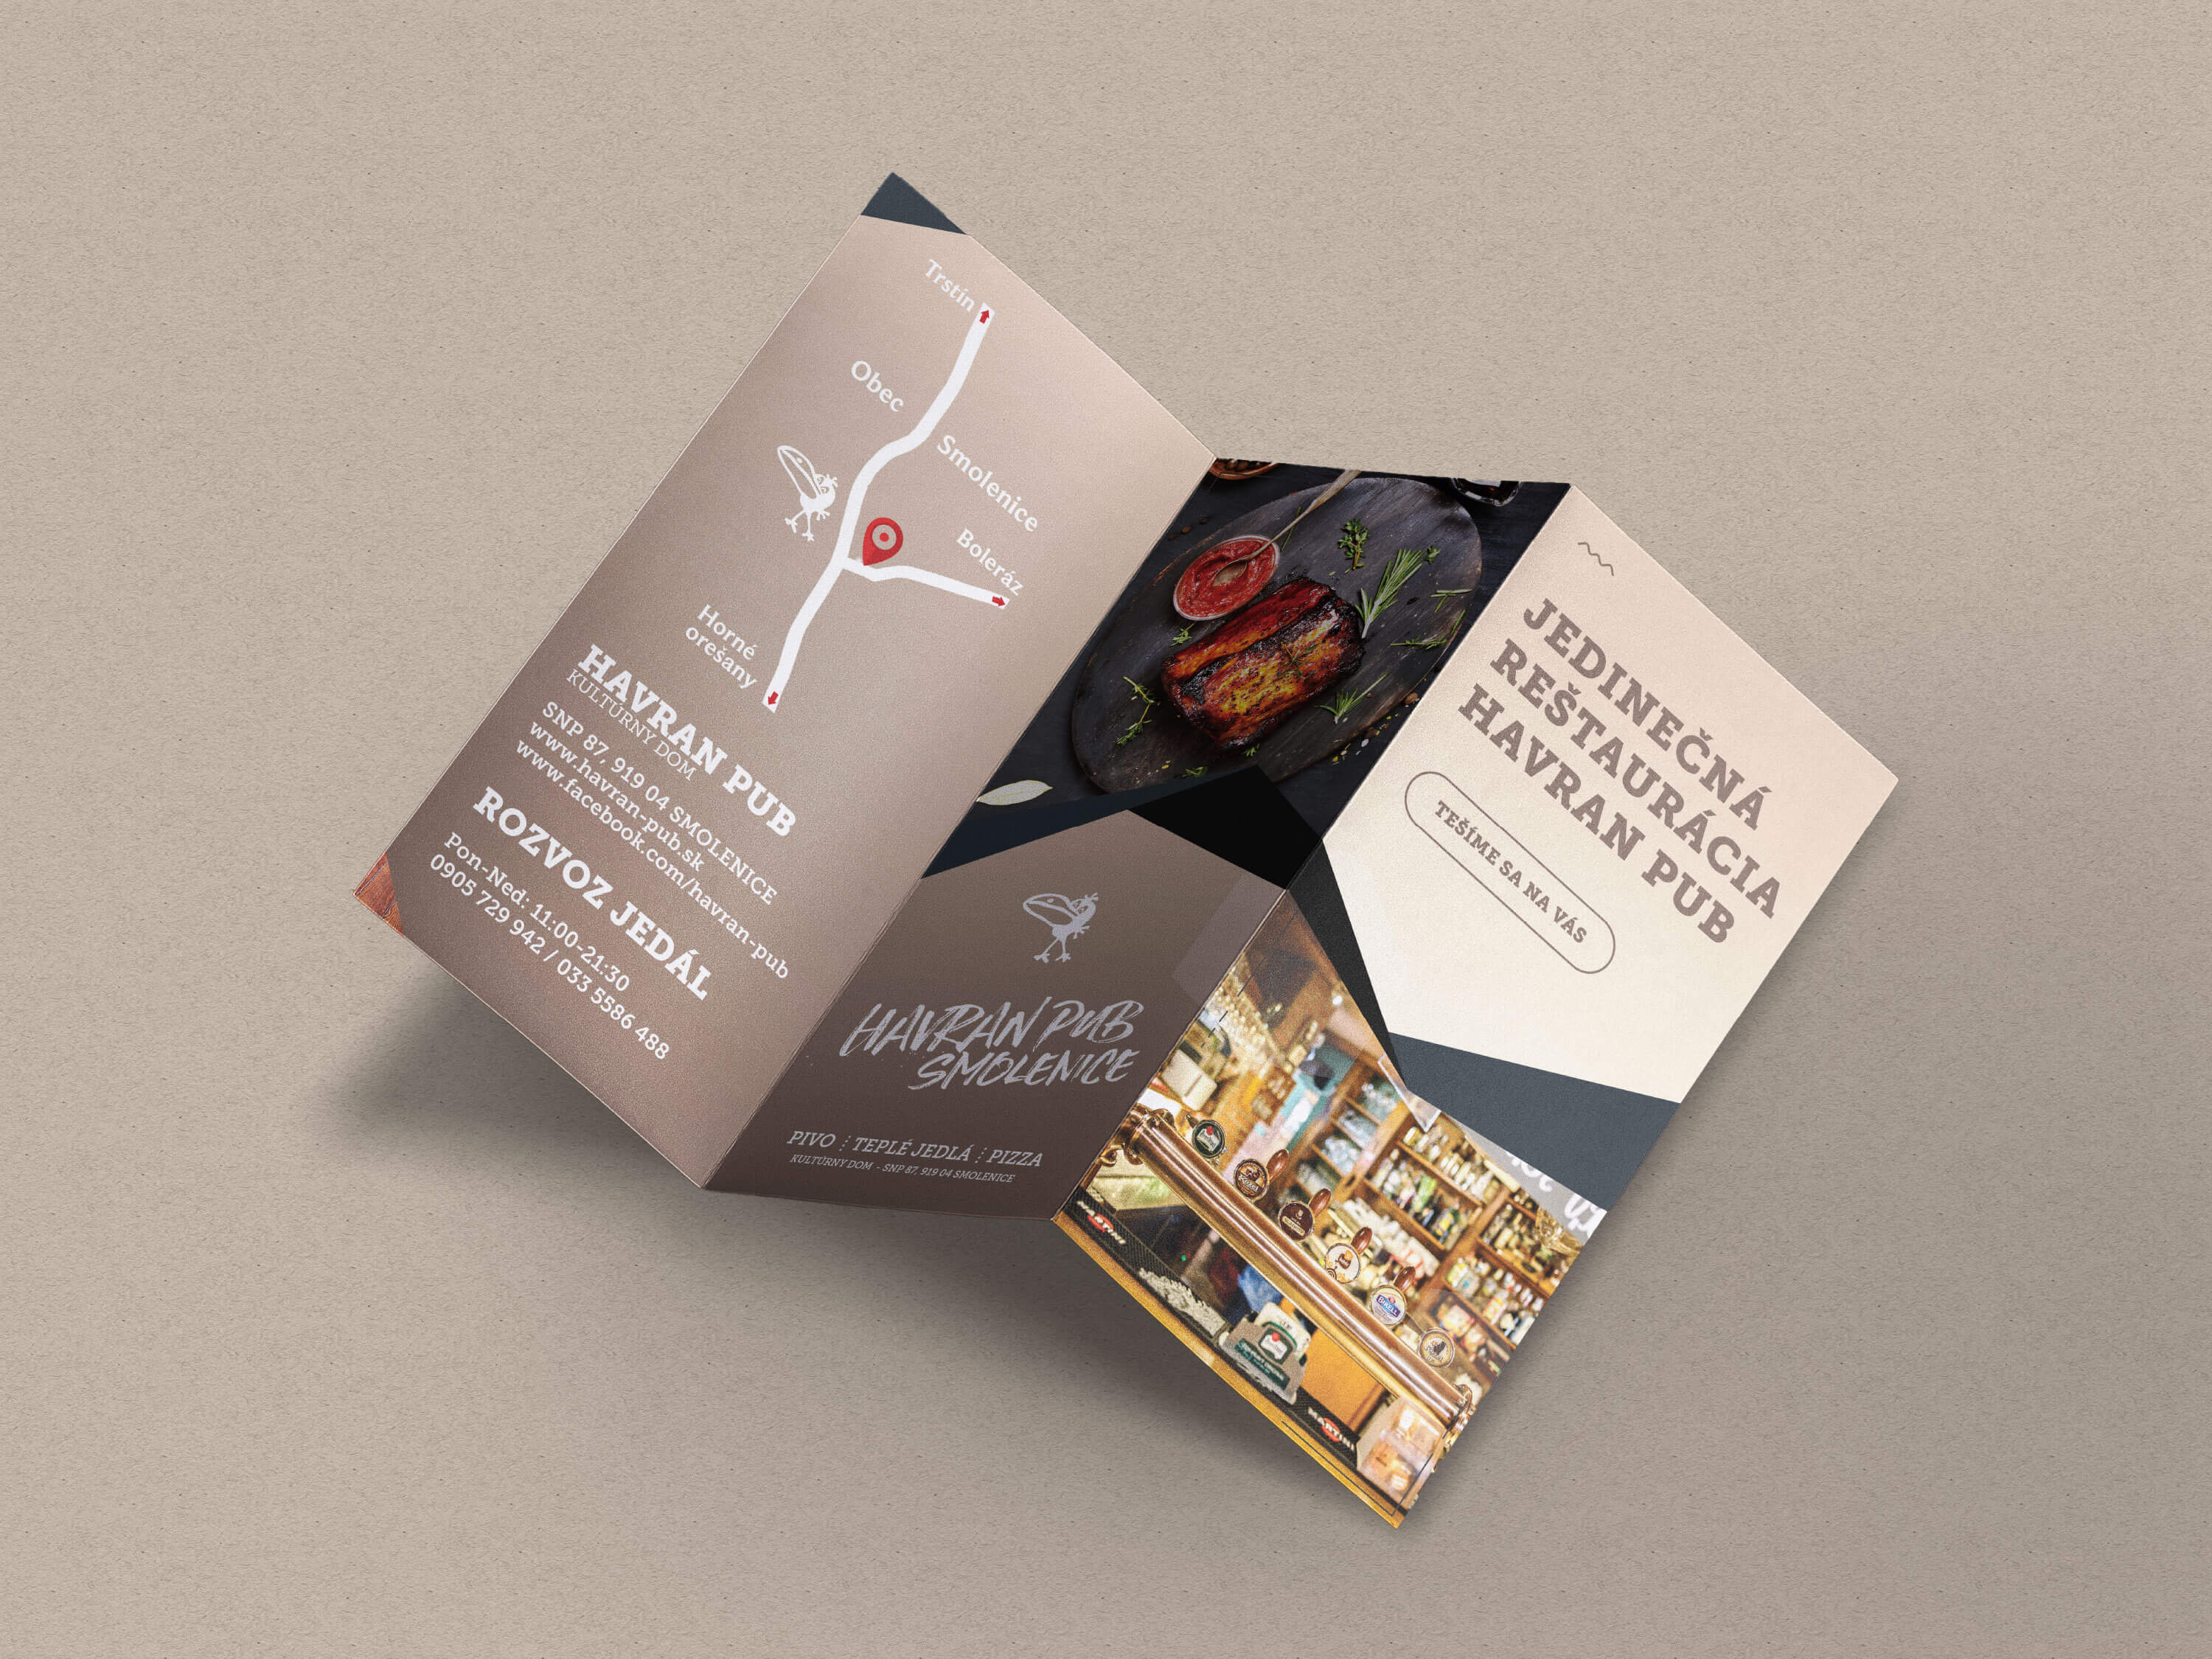 Trstín
Obec
Smolenice
Boleráz
Horné
orešany
HAVRAN PUB
KULTÚRNY DOM
SNP 87, 919 04 SMOLENICE
www.havran-pub.sk
www.facebook.com/havran-pub
ROZVOZ JEDÁL
Pon-Ned: 11:00-21:30
0905 729 942 / 033 5586 488
HAVRAN PUB
SMOLENICE
PIVO ⋮ TEPLÉ JEDLÁ ⋮ PIZZA
KULTÚRNY DOM - SNP 87, 919 04 SMOLENICE
JEDINEČNÁ
REŠTAURÁCIA
HAVRAN PUB
TEŠÍME SA NA VÁS
MARTINI
MARTINI